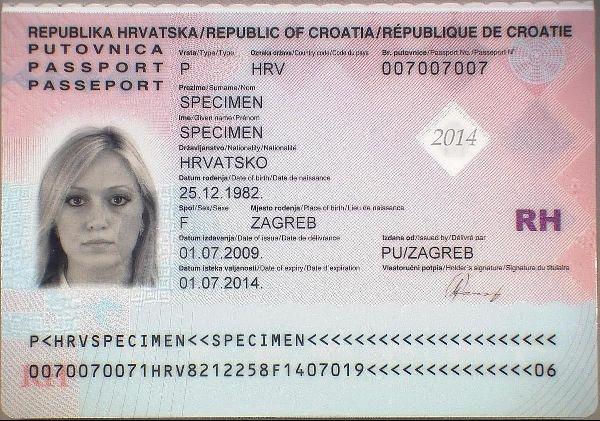 REPUBLIKA HRVATSKA/REPUBLIC OF CROATIA/RÉPUBLIQUE DE CROATIE
PUTOVNICA
PASSPORT
PASSEPORT
Vrsta/Type/Type Oznaka države/Country code/Code du pays Br. putovnice/Passport No./Passeport N°
P HRV 007007007
Prezime/Surname/Nom
SPECIMEN
Ime/Given name/Prénom
SPECIMEN
Državljanstvo/Nationality/Nationalité
HRVATSKO
2014
Datum rođenja/Date of birth/Date de naissance
25.12.1982.
Spol/Sex/Sexe Mjesto rođenja/Place of birth/Lieu de naissance
F ZAGREB
RH
Datum izdavanja/Date of issue/Date de délivrance Izdana od/Issued by/Délivré par
01.07.2009. PU/ZAGREB
Datum isteka valjanosti/Date of expiry/Date d'expiration Vlastoručni potpis/Holder's signature/Signature du titulaire
01.07.2014.
P<HRVSPECIMEN<<SPECIMEN<<<<<<<<<<<<<<<<<<<<<
0070070071HRV8212258F1407019<<<<<<<<<<<<<<06
RH